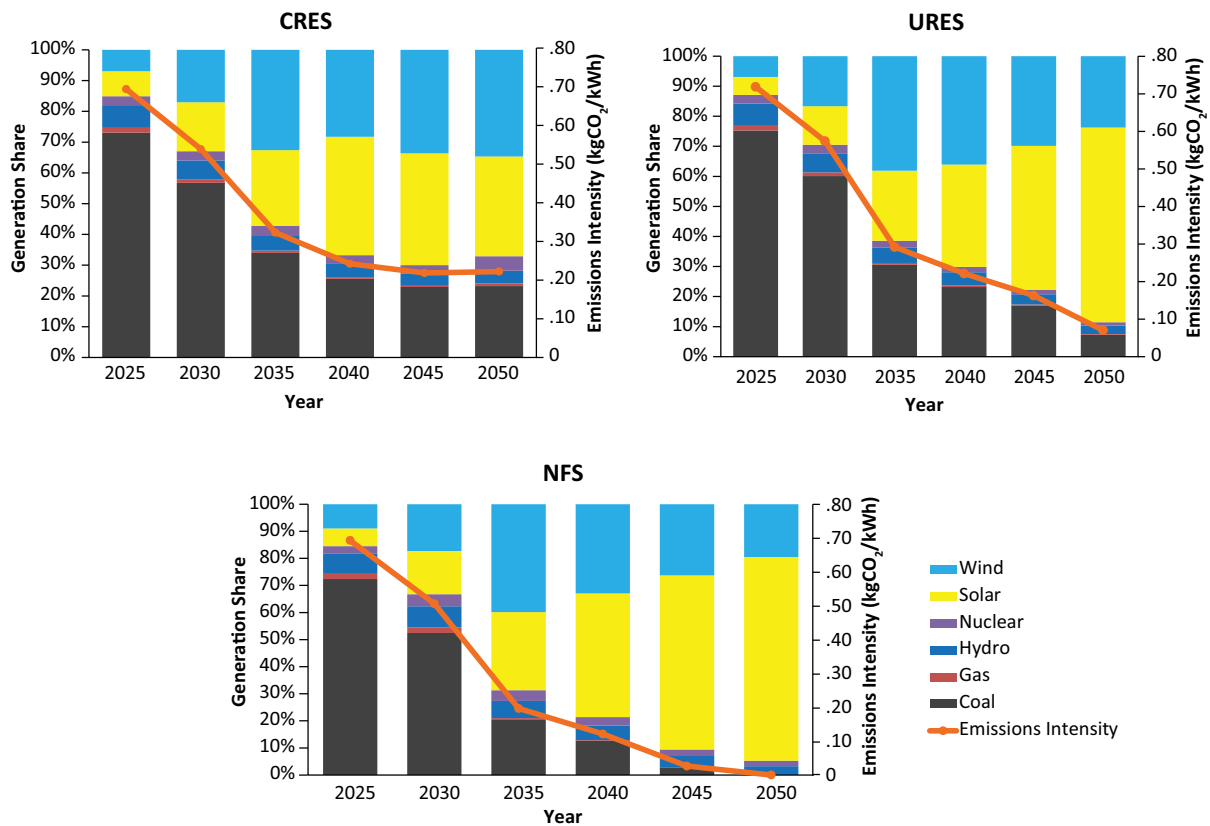 CRES
100%
90%
80%
70%
60%
50%
40%
30%
20%
10%
0%
Generation Share
.80
.70
.60
.50
.40
.30
.20
.10
0
Emissions Intensity (kgCO₂/kWh)
2025 2030 2035 2040 2045 2050
Year
URES
100%
90%
80%
70%
60%
50%
40%
30%
20%
10%
0%
Generation Share
.80
.70
.60
.50
.40
.30
.20
.10
0
Emissions Intensity (kgCO₂/kWh)
2025 2030 2035 2040 2045 2050
Year
NFS
100%
90%
80%
70%
60%
50%
40%
30%
20%
10%
0%
Generation Share
.80
.70
.60
.50
.40
.30
.20
.10
0
Emissions Intensity (kgCO₂/kWh)
2025 2030 2035 2040 2045 2050
Year
Wind
Solar
Nuclear
Hydro
Gas
Coal
Emissions Intensity